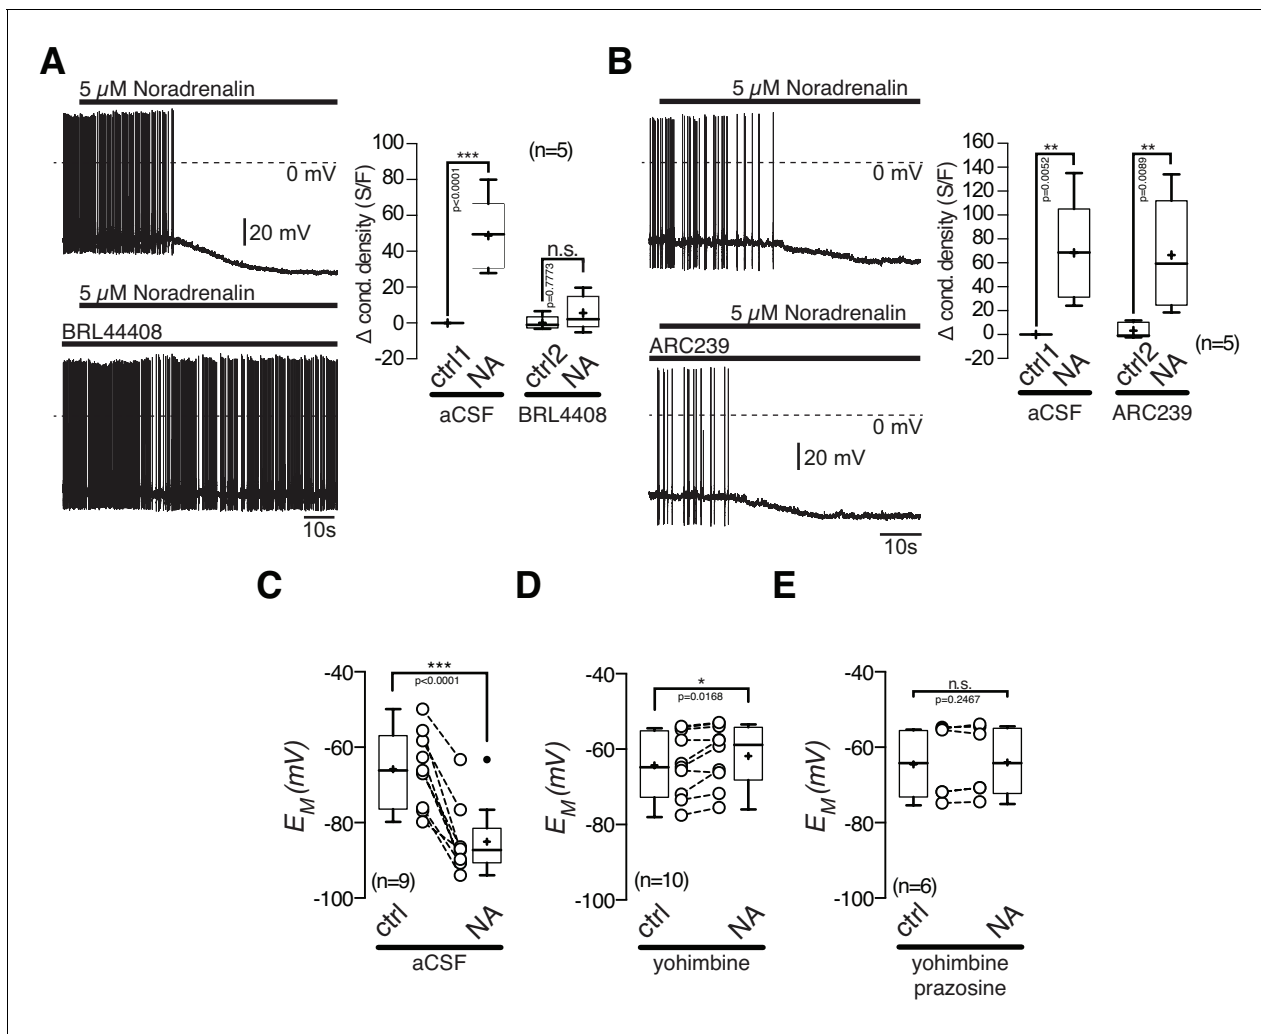 A
5 µM Noradrenalin
0 mV
20 mV
5 µM Noradrenalin
BRL44408
10s
Δ cond. density (S/F)
100
80
60
40
20
0
-20
***
p<0.0001
(n=5)
n.s.
p=0.7773
ctrl1
NA
ctrl2
NA
aCSF
BRL4408
B
5 µM Noradrenalin
0 mV
5 µM Noradrenalin
ARC239
0 mV
20 mV
10s
Δ cond. density (S/F)
160
140
120
100
80
60
40
20
0
-20
**
p=0.0052
**
p=0.0089
(n=5)
ctrl1
NA
ctrl2
NA
aCSF
ARC239
C
E_M (mV)
-40
-60
-80
-100
***
p<0.0001
(n=9)
ctrl
NA
aCSF
D
E_M (mV)
-40
-60
-80
-100
*
p=0.0168
(n=10)
ctrl
NA
yohimbine
E
E_M (mV)
-40
-60
-80
-100
n.s.
p=0.2467
(n=6)
ctrl
NA
yohimbine
prazosine